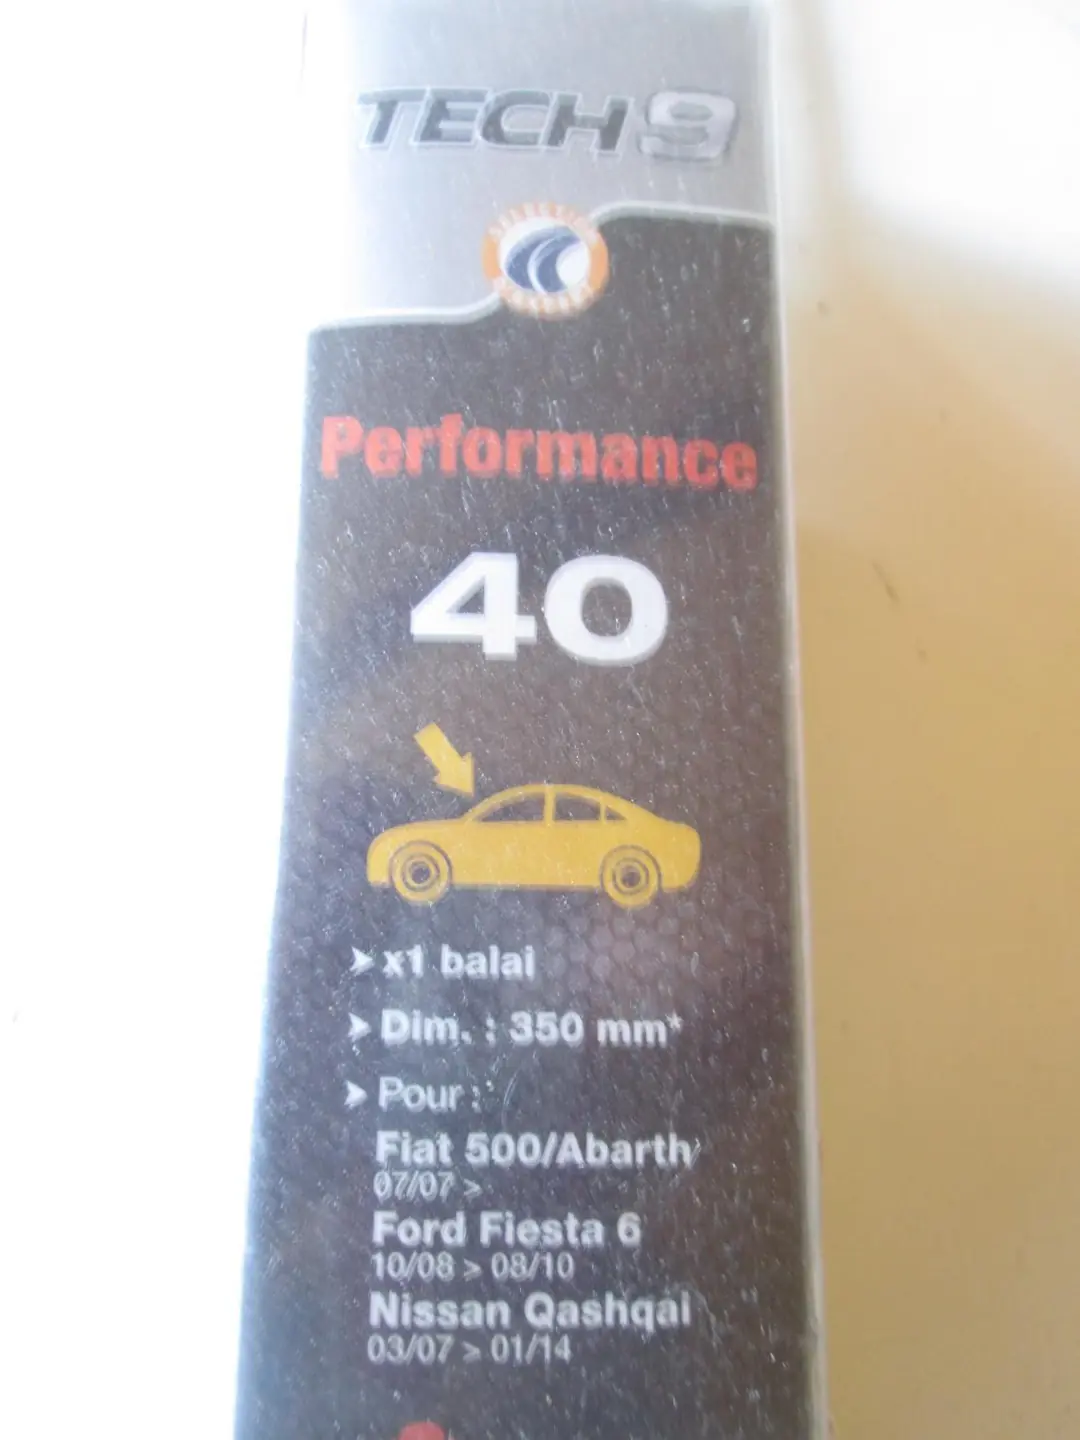 TECH9
Performance
40
x1 balai
Dim. : 350 mm*
Pour :
Fiat 500/Abarth
07/07 >
Ford Fiesta 6
10/08 > 08/10
Nissan Qashqai
03/07 > 01/14